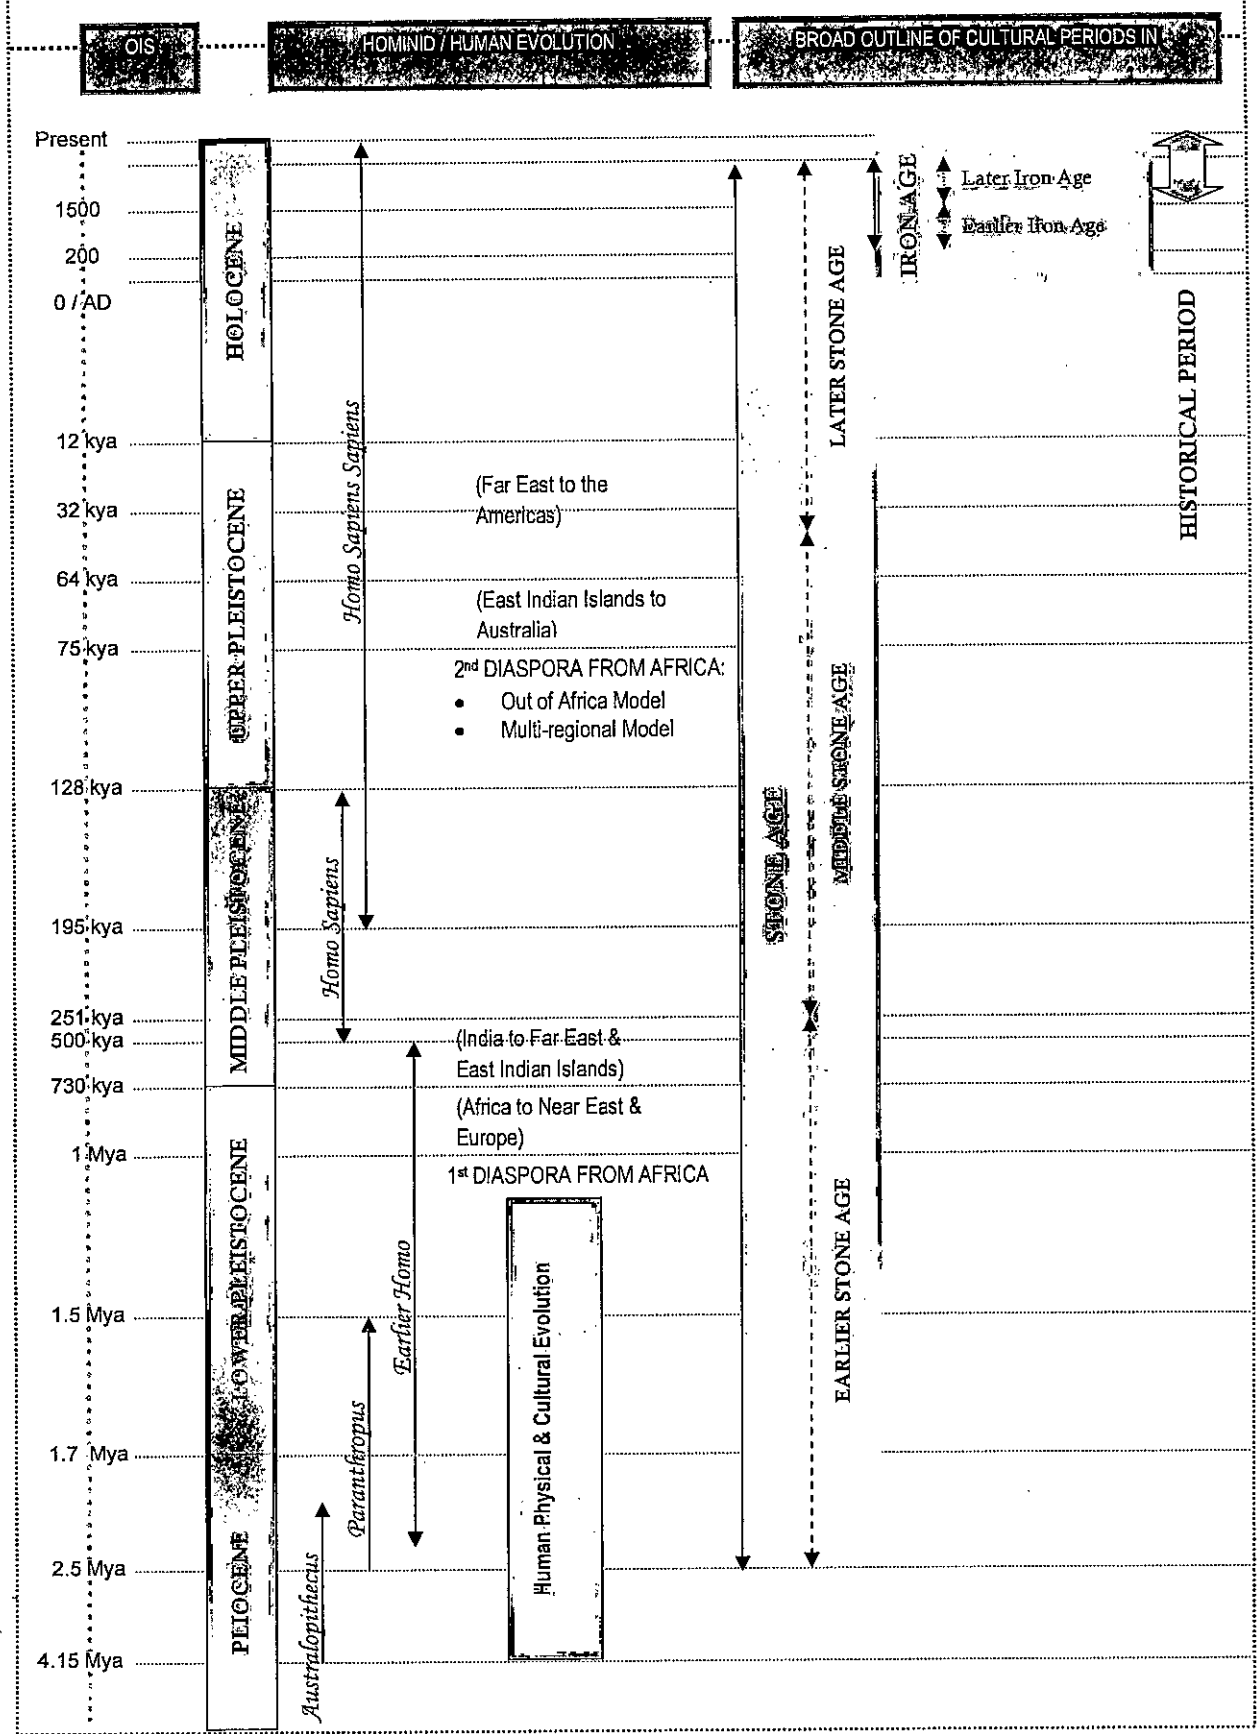 OIS
HOMINID / HUMAN EVOLUTION
BROAD OUTLINE OF CULTURAL PERIODS IN
Present
1500
200
0 / AD
12 kya
32 kya
64 kya
75 kya
128 kya
195 kya
251 kya
500 kya
730 kya
1 Mya
1.5 Mya
1.7 Mya
2.5 Mya
4.15 Mya
HOLOCENE
UPPER PLEISTOCENE
MIDDLE PLEISTOCENE
LOWER PLEISTOCENE
PLIOCENE
Homo Sapiens Sapiens
Homo Sapiens
Earlier Homo
Paranthropus
Australopithecus
(Far East to the
Americas)
(East Indian Islands to
Australia)
2nd DIASPORA FROM AFRICA:
• Out of Africa Model
• Multi-regional Model
(India to Far East &
East Indian Islands)
(Africa to Near East &
Europe)
1st DIASPORA FROM AFRICA
Human Physical & Cultural Evolution
STONE AGE
LATER STONE AGE
MIDDLE STONE AGE
EARLIER STONE AGE
IRON AGE
Later Iron Age
Earlier Iron Age
HISTORICAL PERIOD